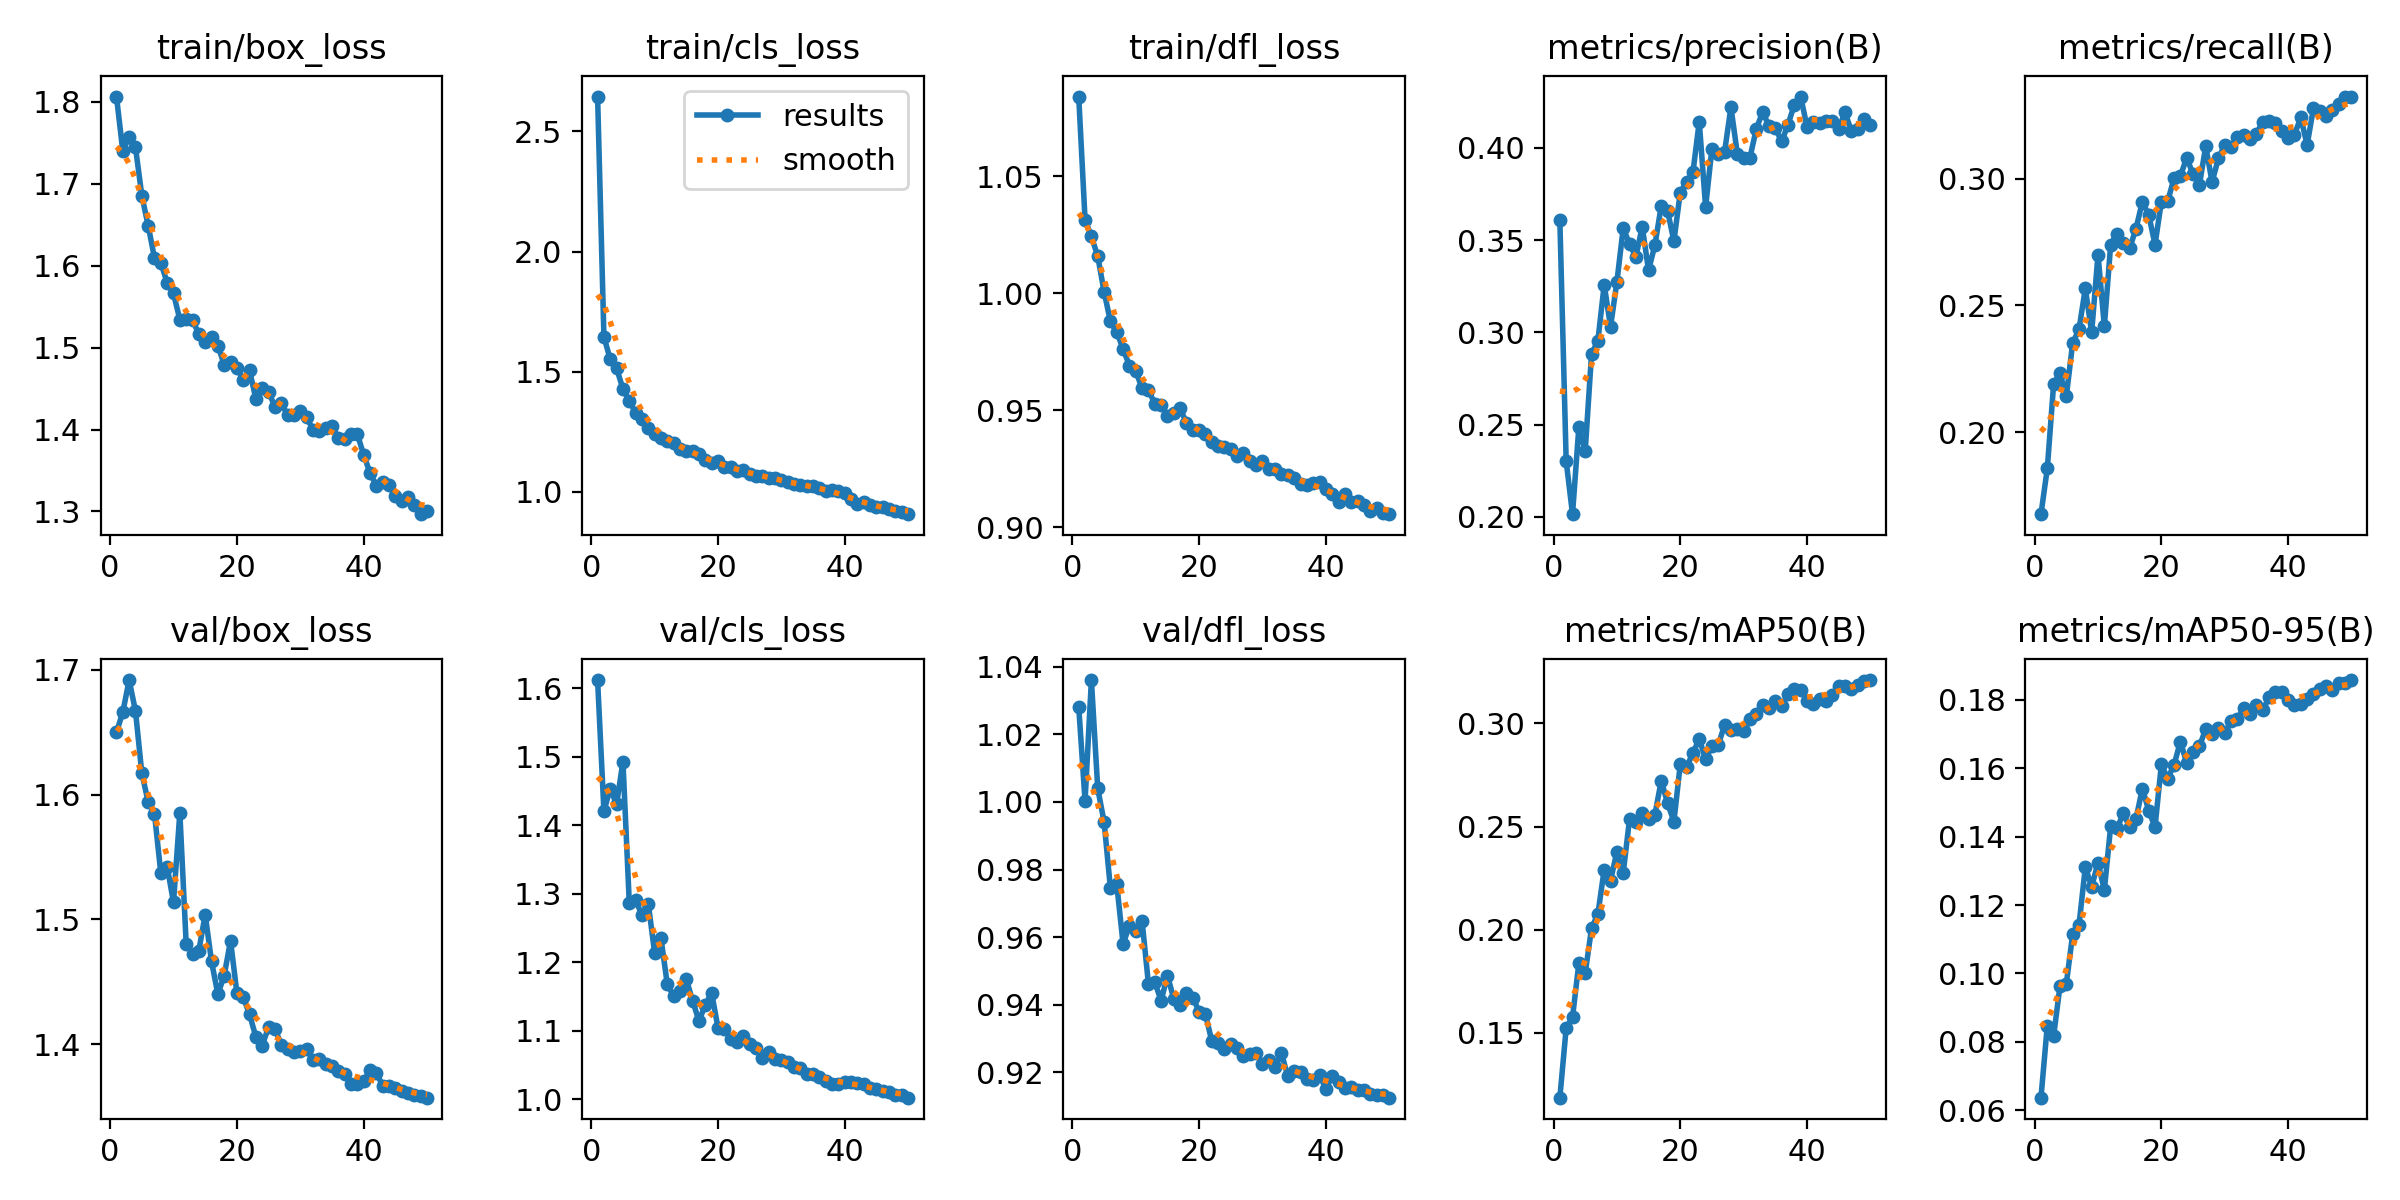 train/box_loss
train/cls_loss
train/dfl_loss
metrics/precision(B)
metrics/recall(B)
1.8
1.7
1.6
1.5
1.4
1.3
0 20 40
results
smooth
2.5
2.0
1.5
1.0
0 20 40
1.05
1.00
0.95
0.90
0 20 40
0.40
0.35
0.30
0.25
0.20
0 20 40
0.30
0.25
0.20
0 20 40
val/box_loss
val/cls_loss
val/dfl_loss
metrics/mAP50(B)
metrics/mAP50-95(B)
1.7
1.6
1.5
1.4
0 20 40
1.6
1.5
1.4
1.3
1.2
1.1
1.0
0 20 40
1.04
1.02
1.00
0.98
0.96
0.94
0.92
0 20 40
0.30
0.25
0.20
0.15
0 20 40
0.18
0.16
0.14
0.12
0.10
0.08
0.06
0 20 40